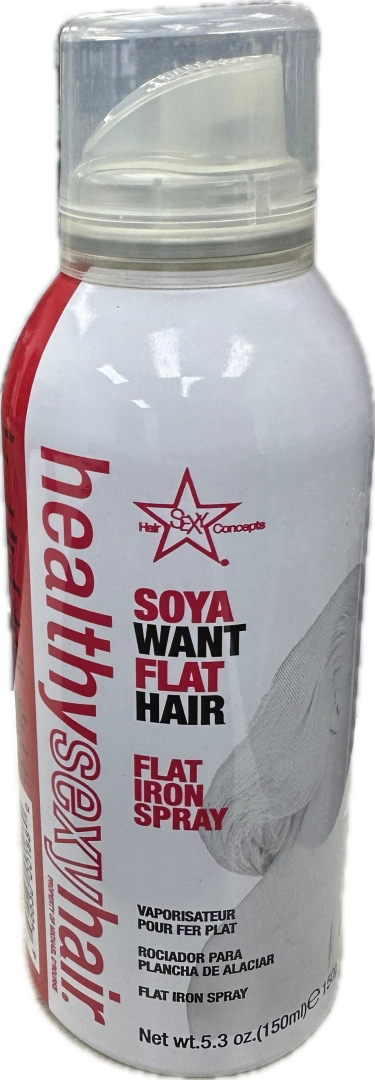 healthysexyhair.
Hair SEXY Concepts
SOYA
WANT
FLAT
HAIR
FLAT
IRON
SPRAY
VAPORISATEUR
POUR FER PLAT
ROCIADOR PARA
PLANCHA DE ALACIAR
FLAT IRON SPRAY
Net wt.5.3 oz.(150ml)e 150